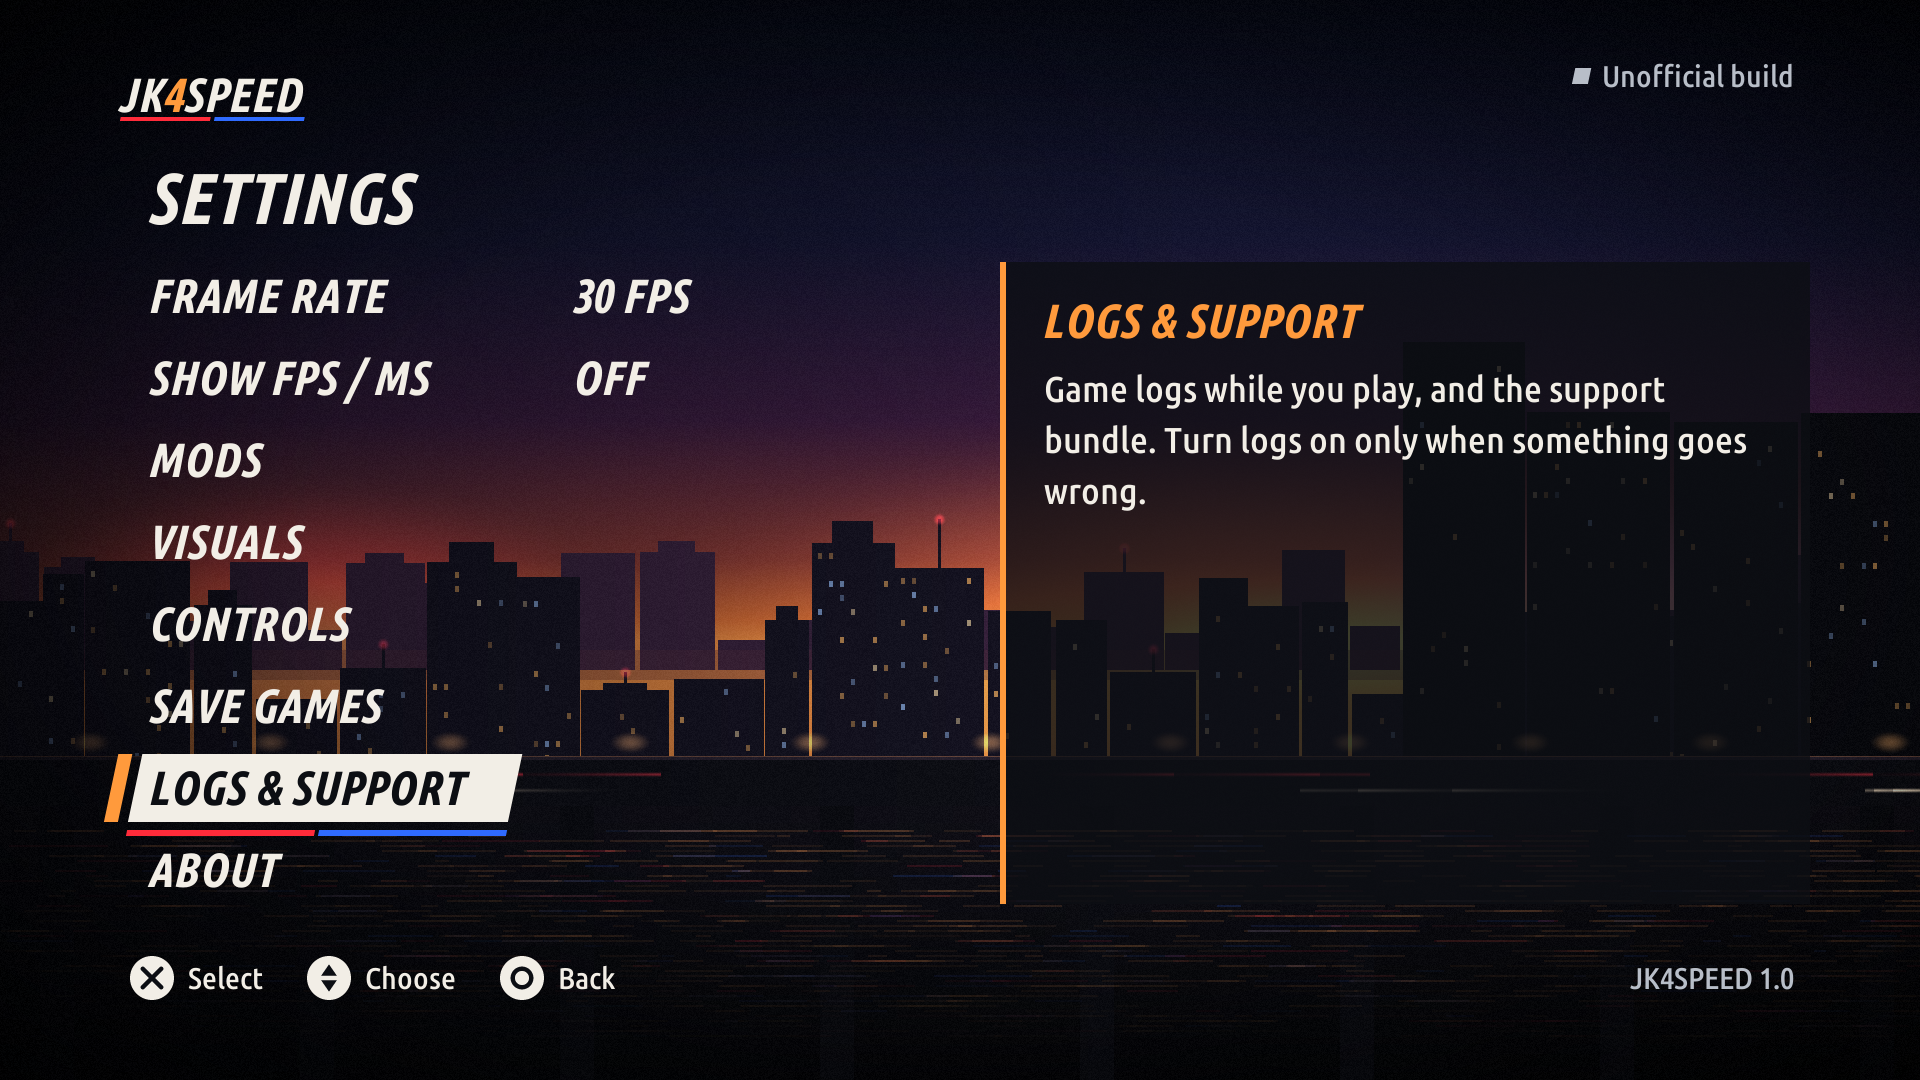 JK4SPEED
Unofficial build
SETTINGS
FRAME RATE 30 FPS
SHOW FPS / MS OFF
MODS
VISUALS
CONTROLS
SAVE GAMES
LOGS & SUPPORT
ABOUT
LOGS & SUPPORT
Game logs while you play, and the support
bundle. Turn logs on only when something goes
wrong.
Select Choose Back
JK4SPEED 1.0